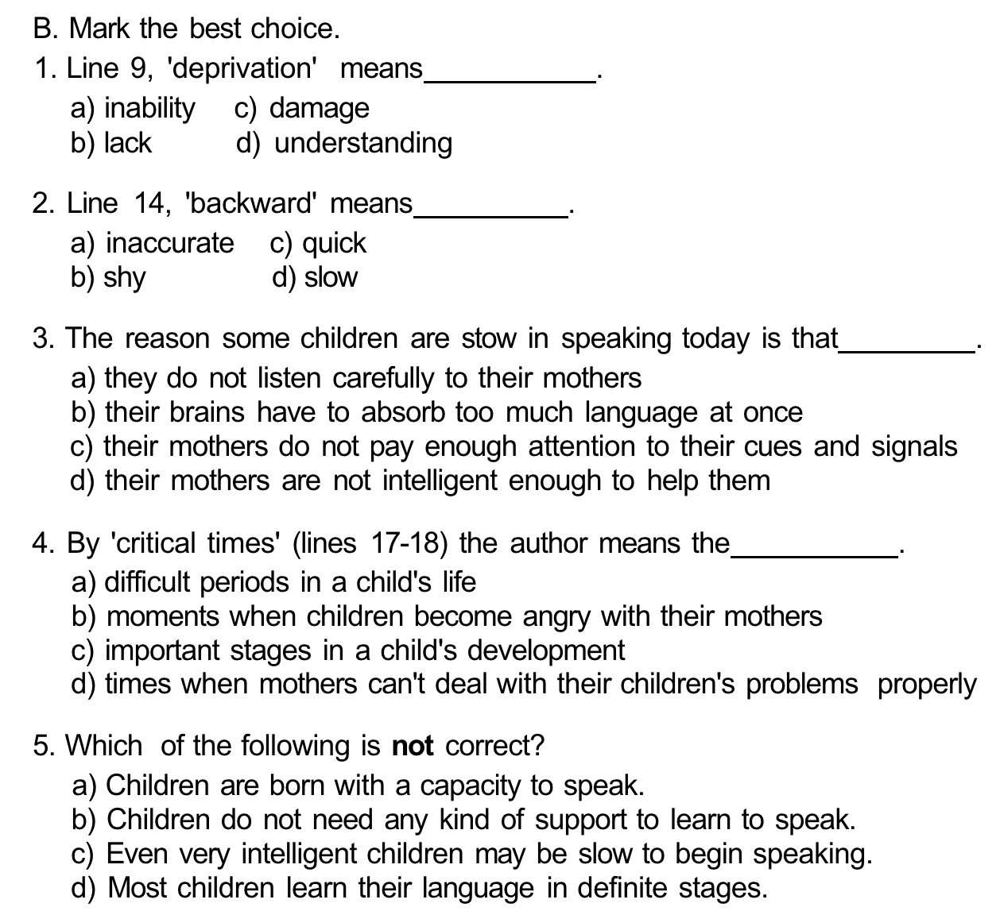 B. Mark the best choice.
1. Line 9, 'deprivation' means____________.
a) inability c) damage
b) lack d) understanding
2. Line 14, 'backward' means___________.
a) inaccurate c) quick
b) shy d) slow
3. The reason some children are stow in speaking today is that__________.
a) they do not listen carefully to their mothers
b) their brains have to absorb too much language at once
c) their mothers do not pay enough attention to their cues and signals
d) their mothers are not intelligent enough to help them
4. By 'critical times' (lines 17-18) the author means the____________.
a) difficult periods in a child's life
b) moments when children become angry with their mothers
c) important stages in a child's development
d) times when mothers can't deal with their children's problems properly
5. Which of the following is not correct?
a) Children are born with a capacity to speak.
b) Children do not need any kind of support to learn to speak.
c) Even very intelligent children may be slow to begin speaking.
d) Most children learn their language in definite stages.